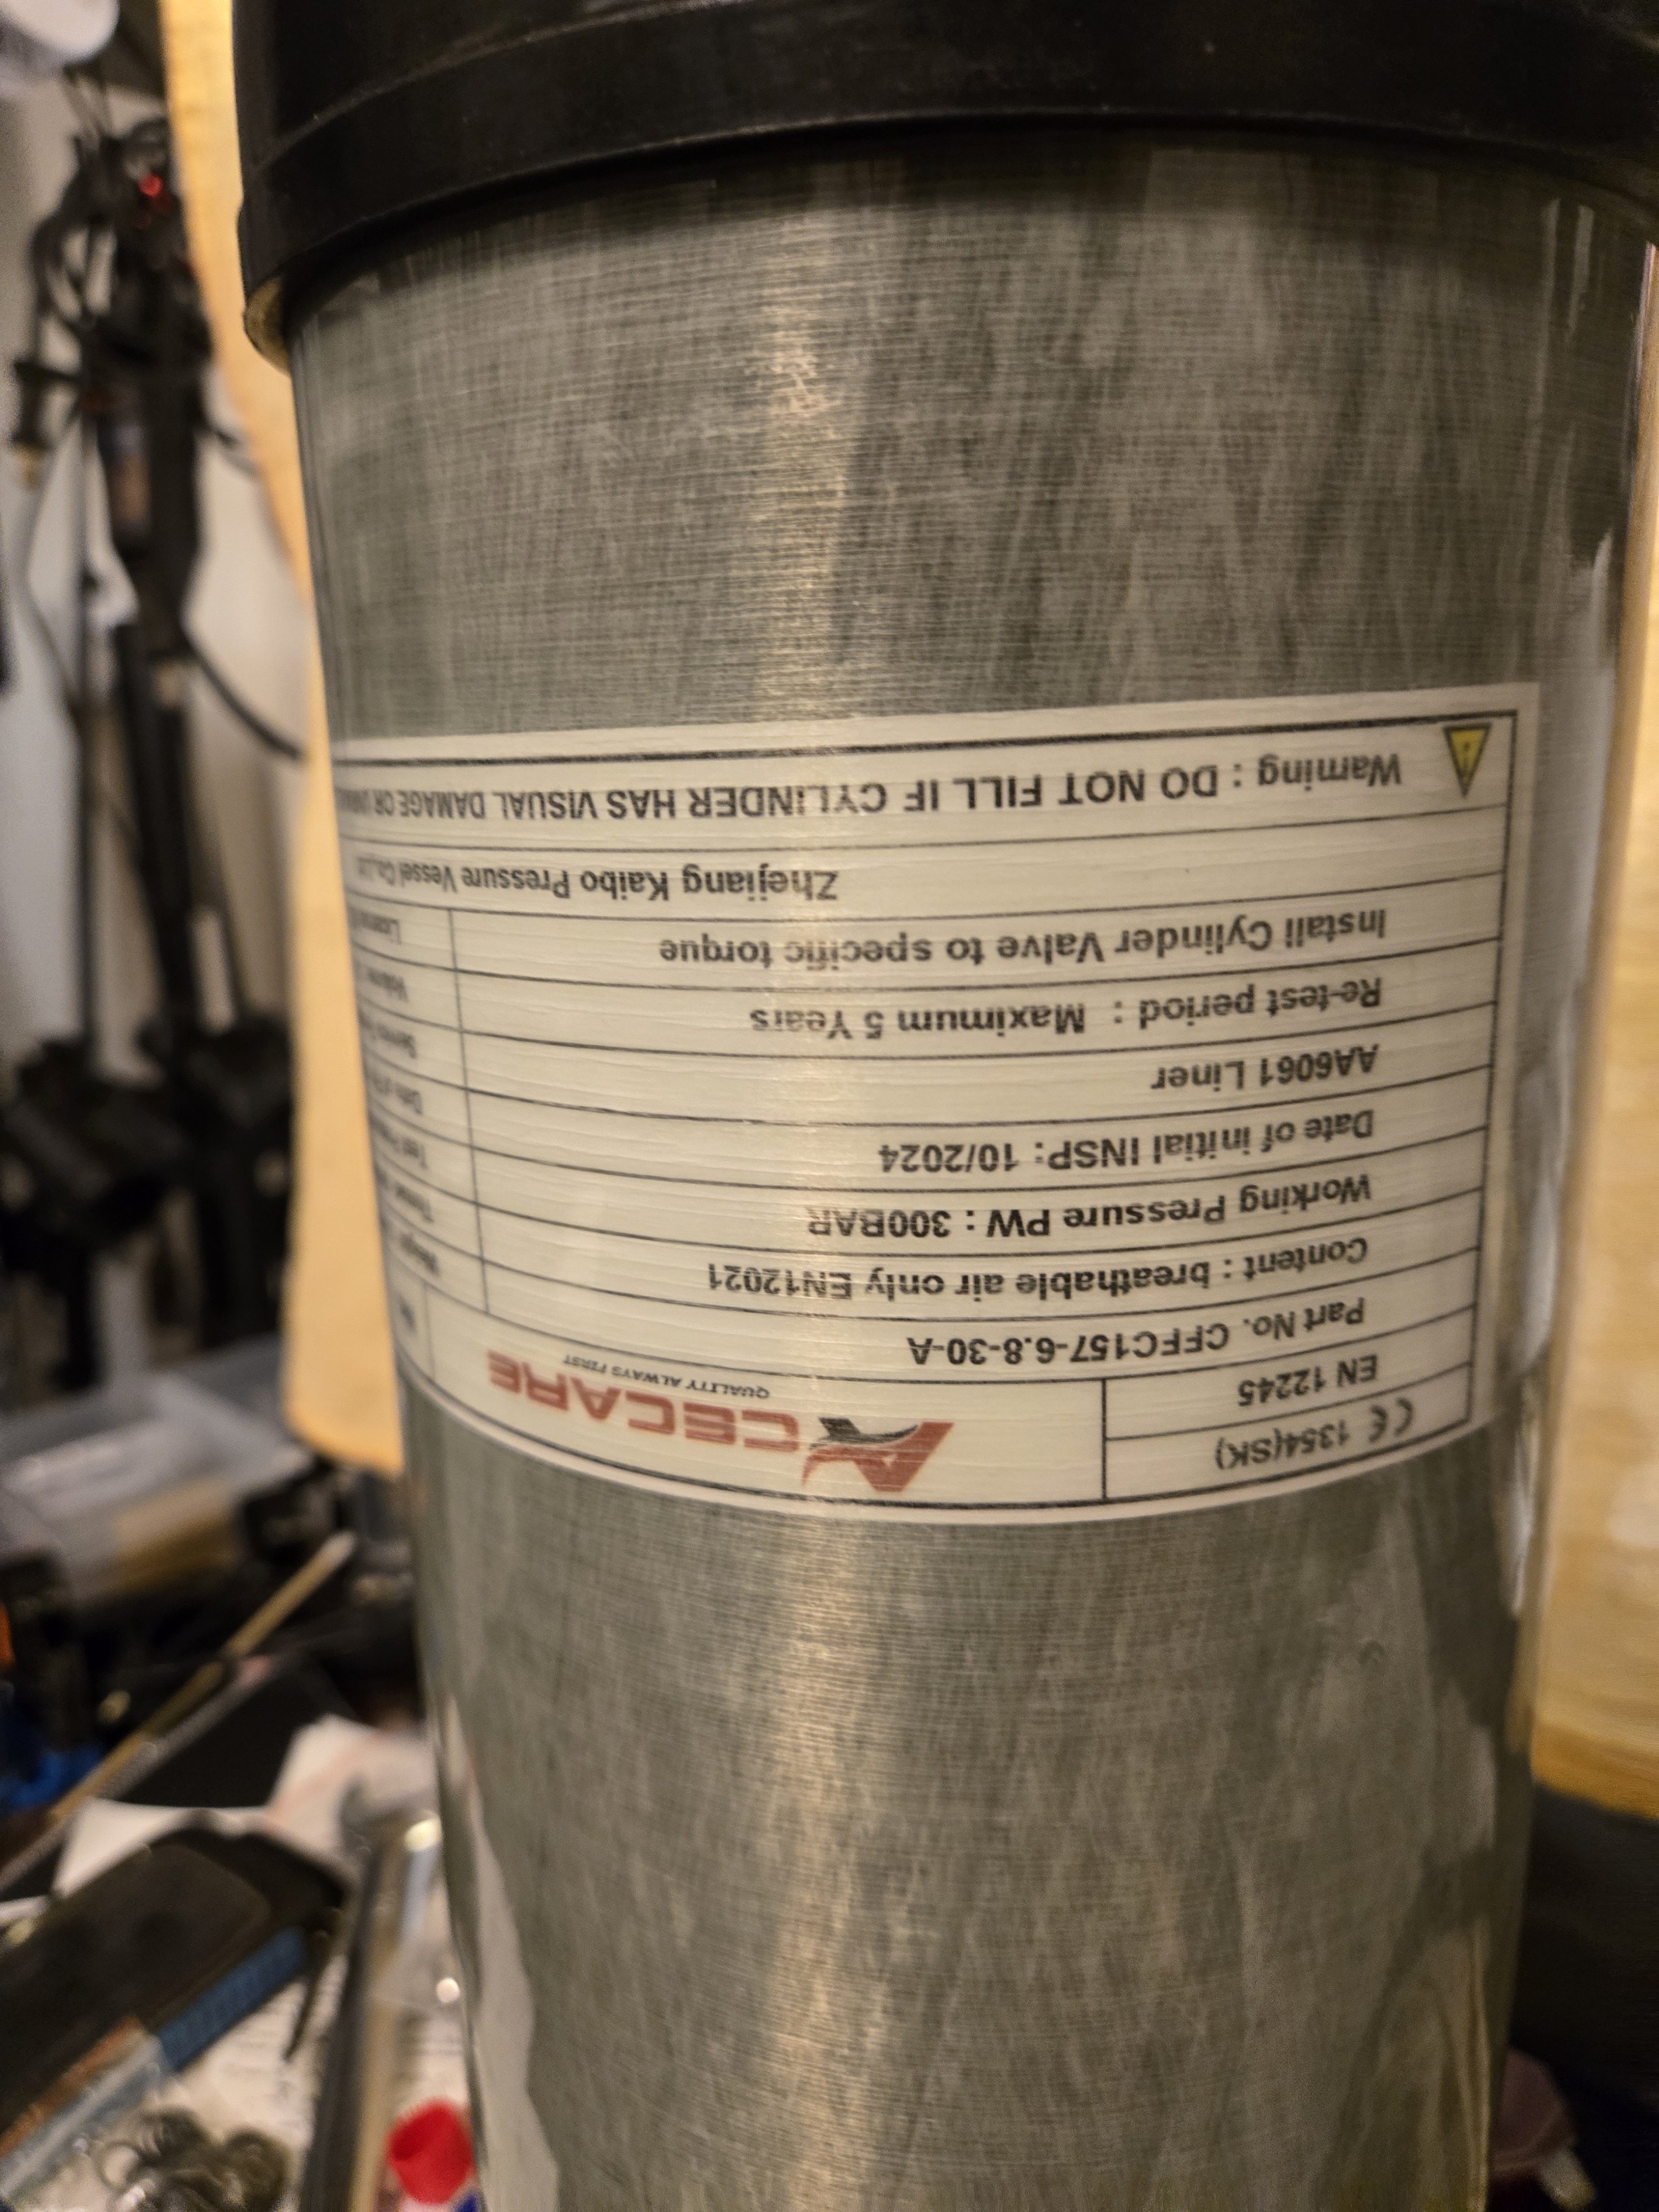 CE 1354(SK)
EN 12245
ACECARE
QUALITY ALWAYS FIRST
Part No. CFFC157-6.8-30-A
Content : breathable air only EN12021
Working Pressure PW : 300BAR
Date of initial INSP: 10/2024
AA6061 Liner
Re-test period : Maximum 5 Years
Install Cylinder Valve to specific torque
Zhejiang Kaibo Pressure Vessel Co.,Ltd
Warning : DO NOT FILL IF CYLINDER HAS VISUAL DAMAGE OR